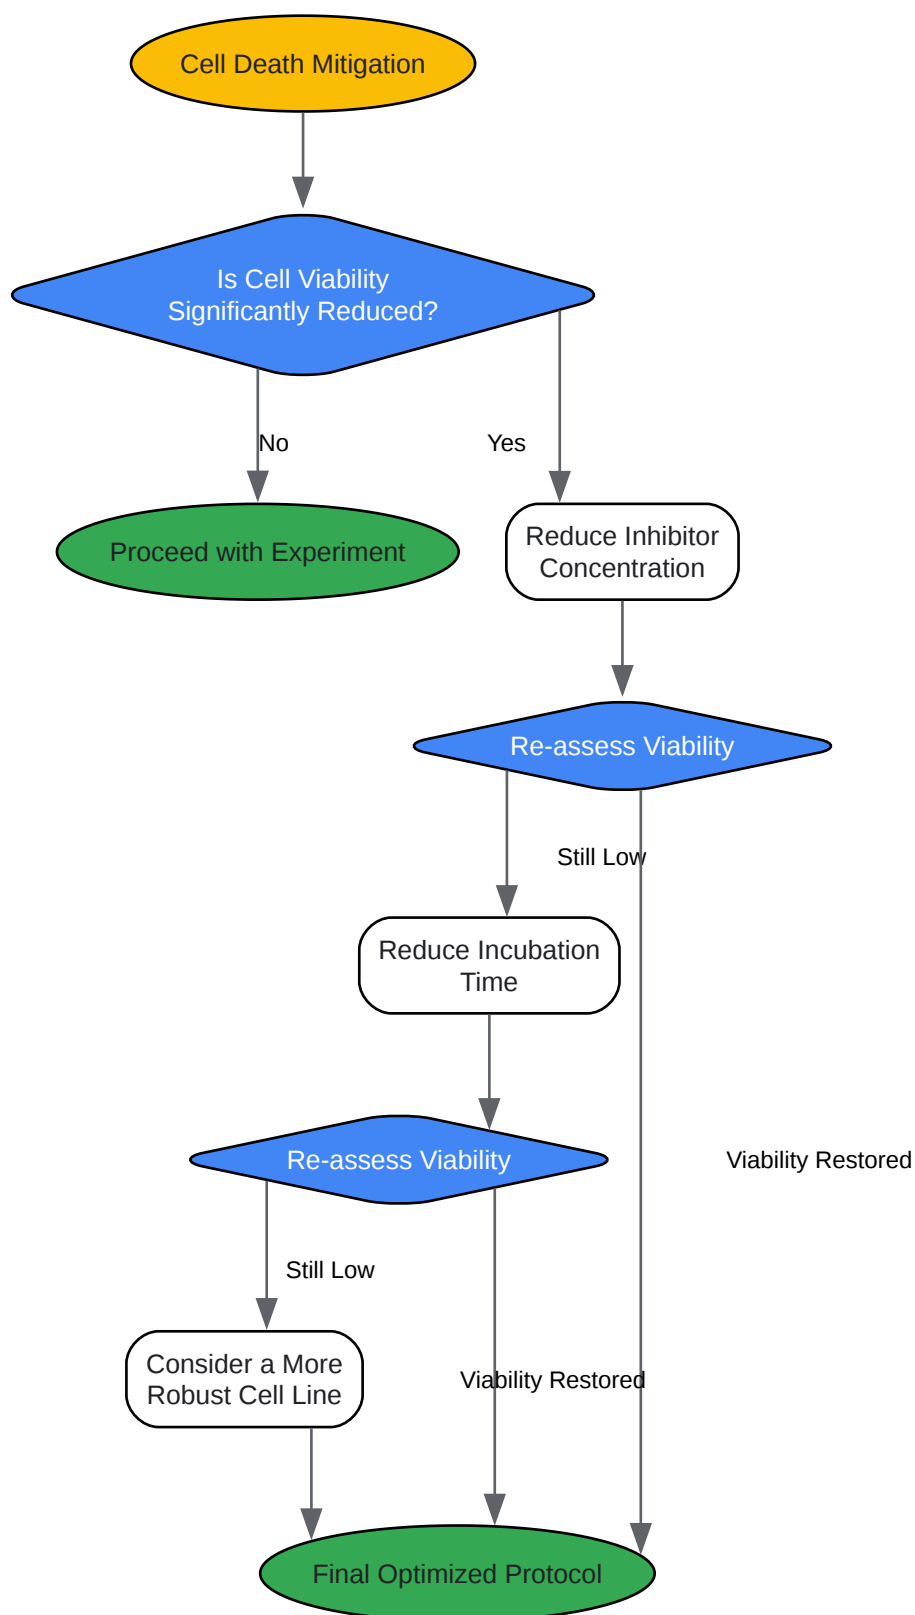 Cell Death Mitigation
Is Cell Viability
Significantly Reduced?
No
Yes
Proceed with Experiment
Reduce Inhibitor
Concentration
Re-assess Viability
Still Low
Reduce Incubation
Time
Re-assess Viability
Viability Restored
Still Low
Consider a More
Robust Cell Line
Viability Restored
Final Optimized Protocol